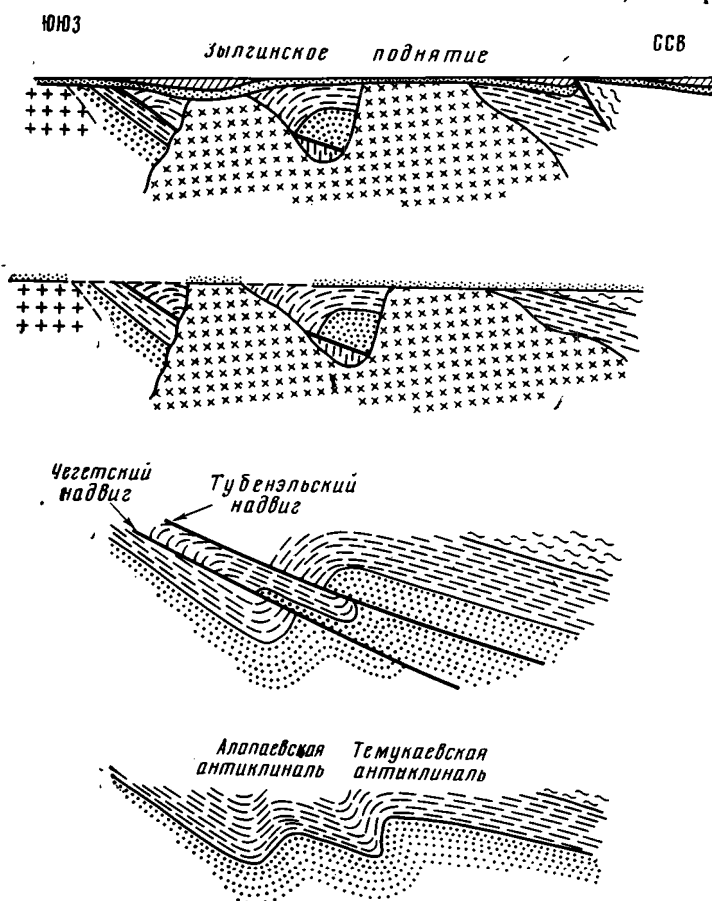 ЮЮЗ
Зылгинское поднятие
ССВ
Чегетский
надвиг
Тубенэльский
надвиг
Алапаевская
антиклиналь
Темукаевская
антиклиналь